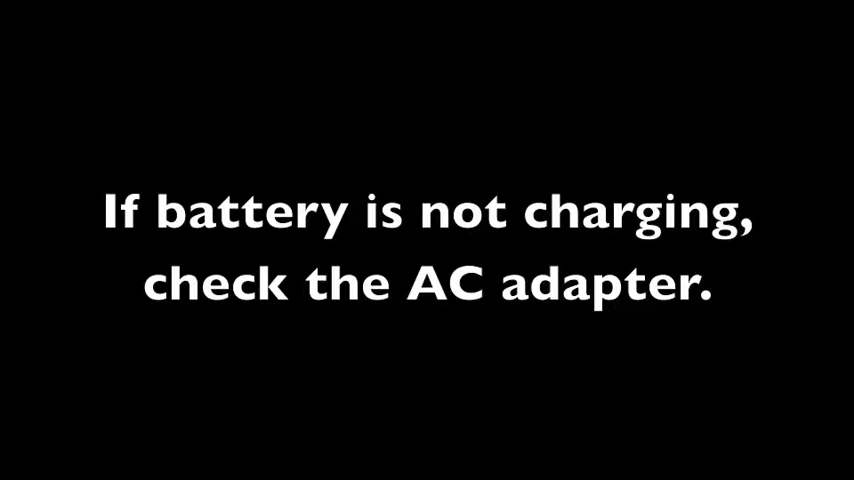 If battery is not charging,
check the AC adapter.